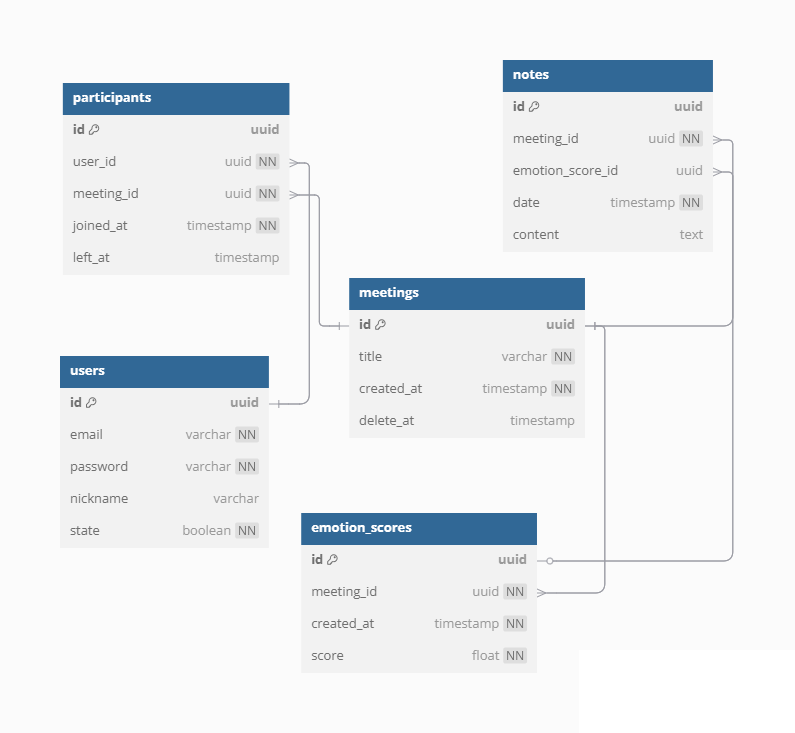 participants
id uuid
user_id uuid NN
meeting_id uuid NN
joined_at timestamp NN
left_at timestamp
notes
id uuid
meeting_id uuid NN
emotion_score_id uuid
date timestamp NN
content text
meetings
id uuid
title varchar NN
created_at timestamp NN
delete_at timestamp
users
id uuid
email varchar NN
password varchar NN
nickname varchar
state boolean NN
emotion_scores
id uuid
meeting_id uuid NN
created_at timestamp NN
score float NN